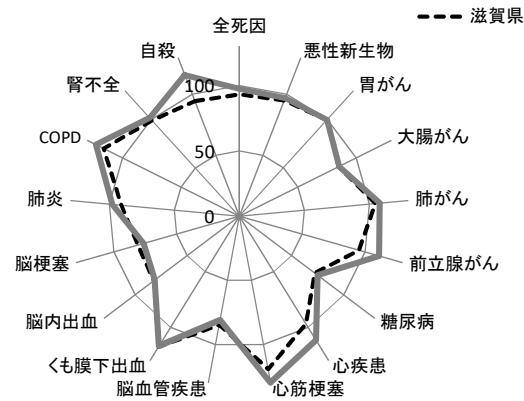 滋賀県
全死因
悪性新生物
胃がん
大腸がん
肺がん
前立腺がん
糖尿病
心疾患
心筋梗塞
脳血管疾患
くも膜下出血
脳内出血
脳梗塞
肺炎
COPD
腎不全
自殺
100
50
0